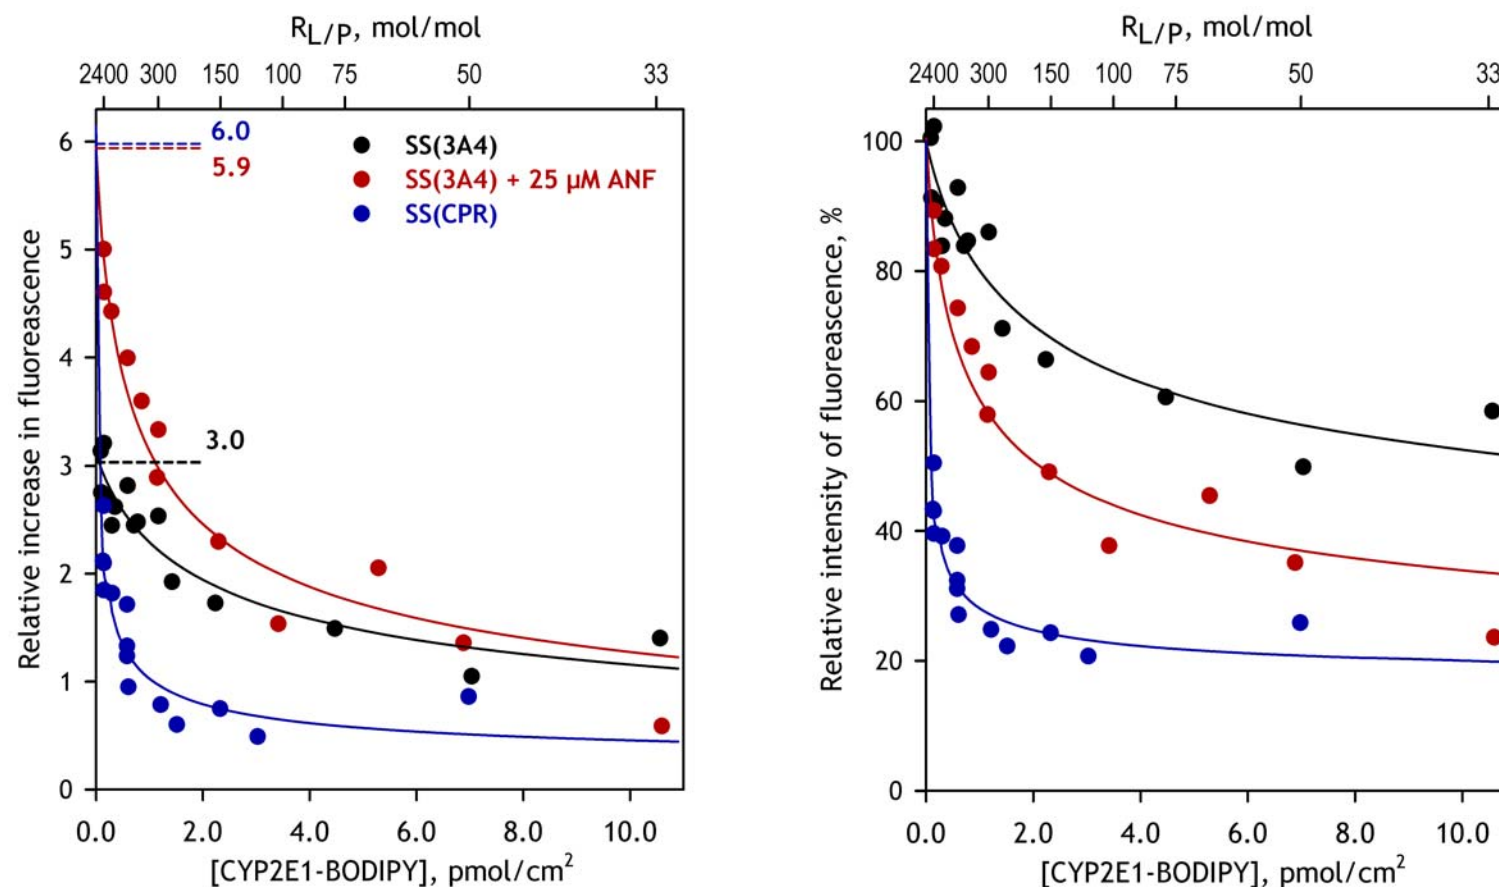 R_L/P, mol/mol
2400 300 150 100 75 50 33
6
5
4
3
2
1
0
Relative increase in fluoreascence
6.0
5.9
3.0
SS(3A4)
SS(3A4) + 25 µM ANF
SS(CPR)
0.0 2.0 4.0 6.0 8.0 10.0
[CYP2E1-BODIPY], pmol/cm²
R_L/P, mol/mol
2400 300 150 100 75 50 33
100
80
60
40
20
0
Relative intensity of fluoreascence, %
0.0 2.0 4.0 6.0 8.0 10.0
[CYP2E1-BODIPY], pmol/cm²